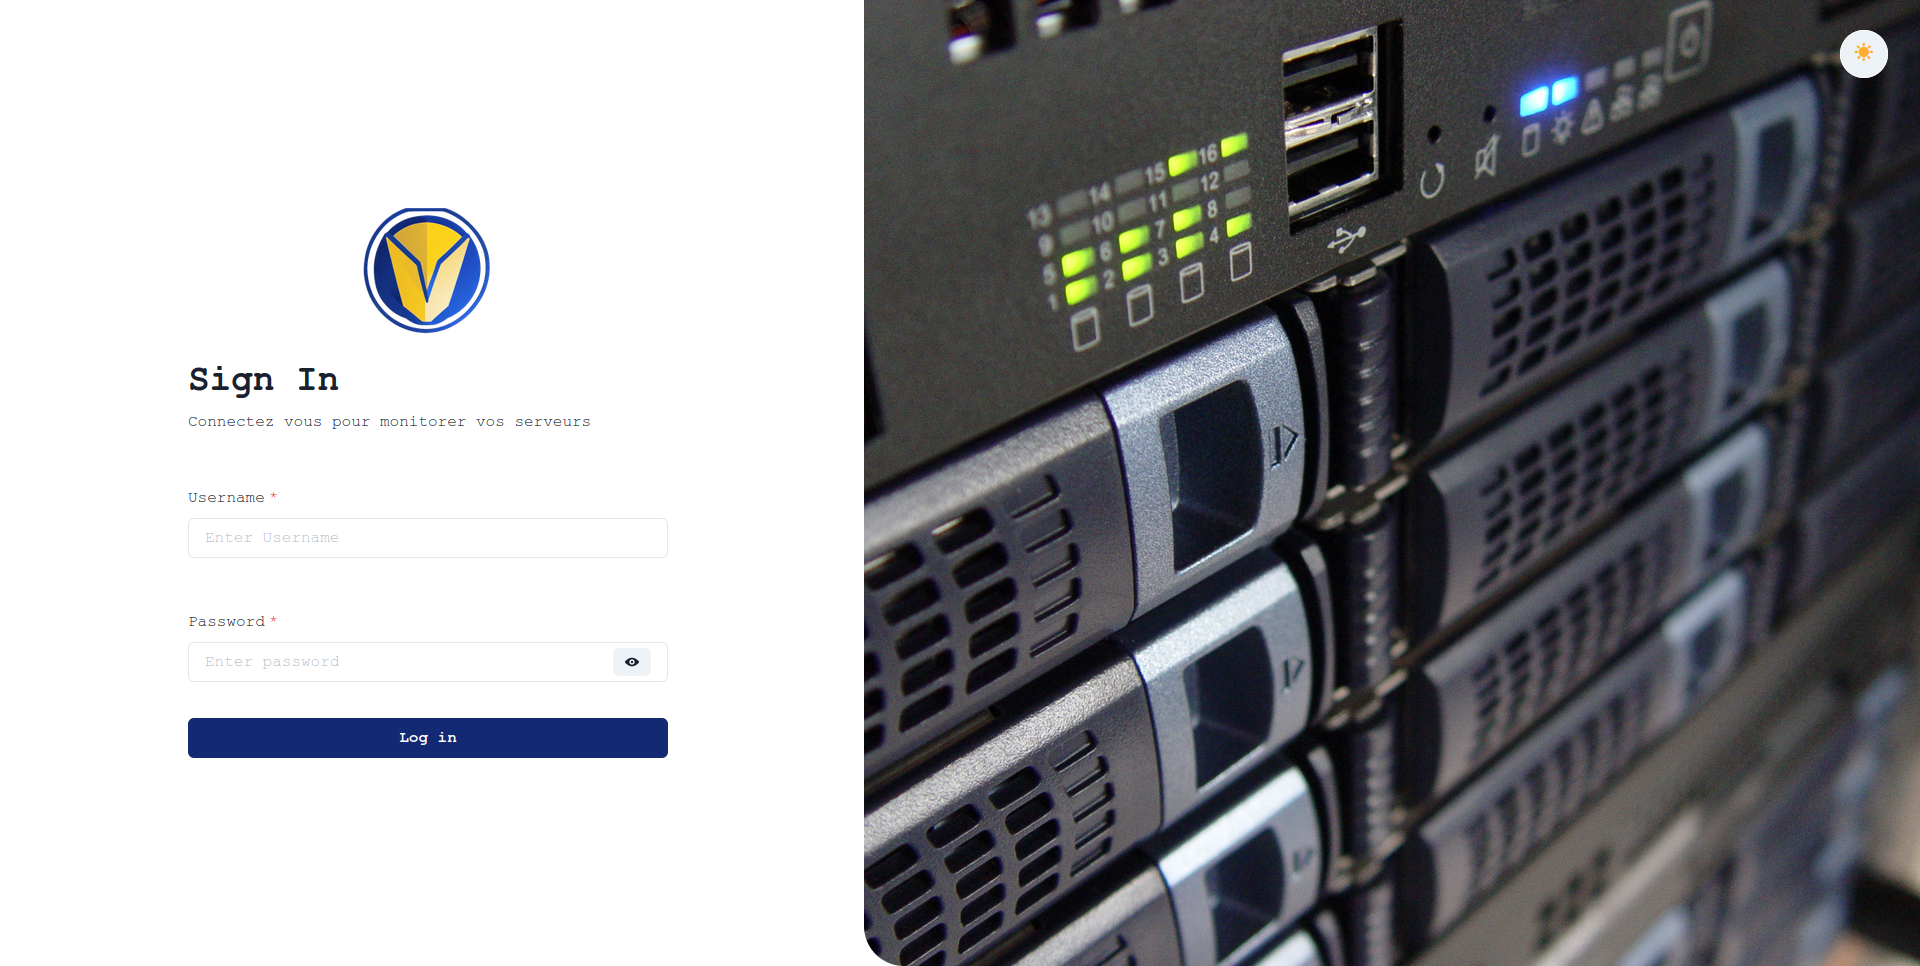 Sign In
Connectez vous pour monitorer vos serveurs
Username *
Enter Username
Password *
Enter password
Log in
13 14 15 16
9 10 11 12
5 6 7 8
1 2 3 4